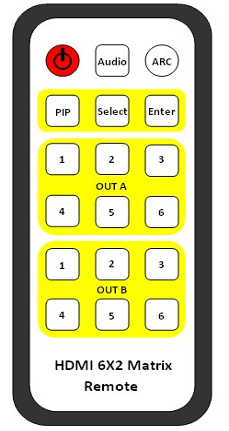 Audio ARC
PIP Select Enter
1 2 3
OUT A
4 5 6
1 2 3
OUT B
4 5 6
HDMI 6X2 Matrix
Remote